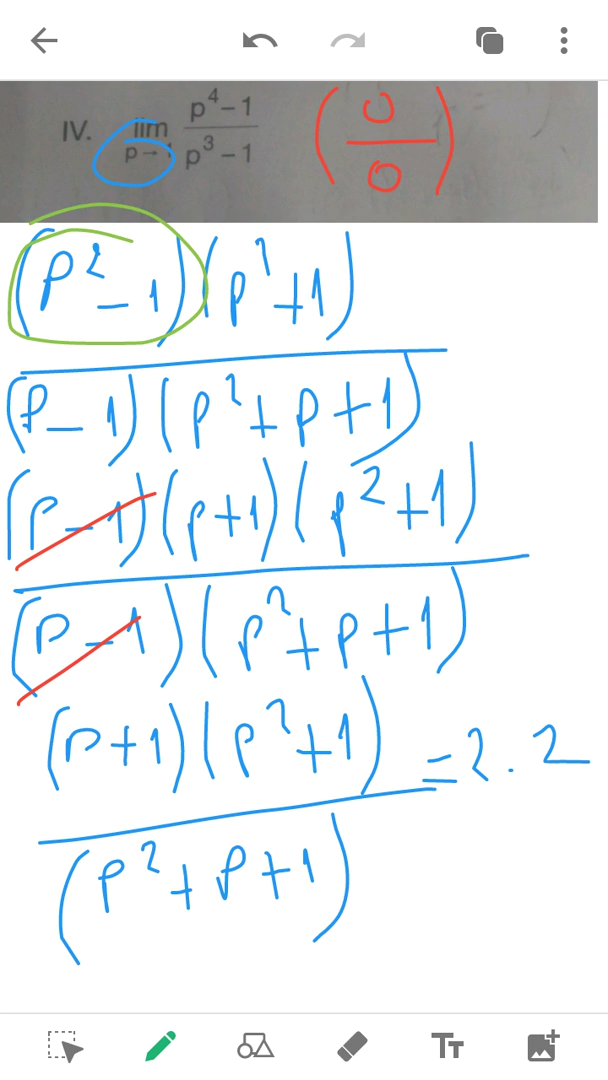 IV. lim p⁴ – 1 ( 0
p → 1 p³ – 1 0 )
(p² – 1)(p² + 1)
(p – 1)(p² + p + 1)
(p – 1)(p + 1)(p² + 1)
(p – 1)(p² + p + 1)
(p + 1)(p² + 1) = 2.2
(p² + p + 1)